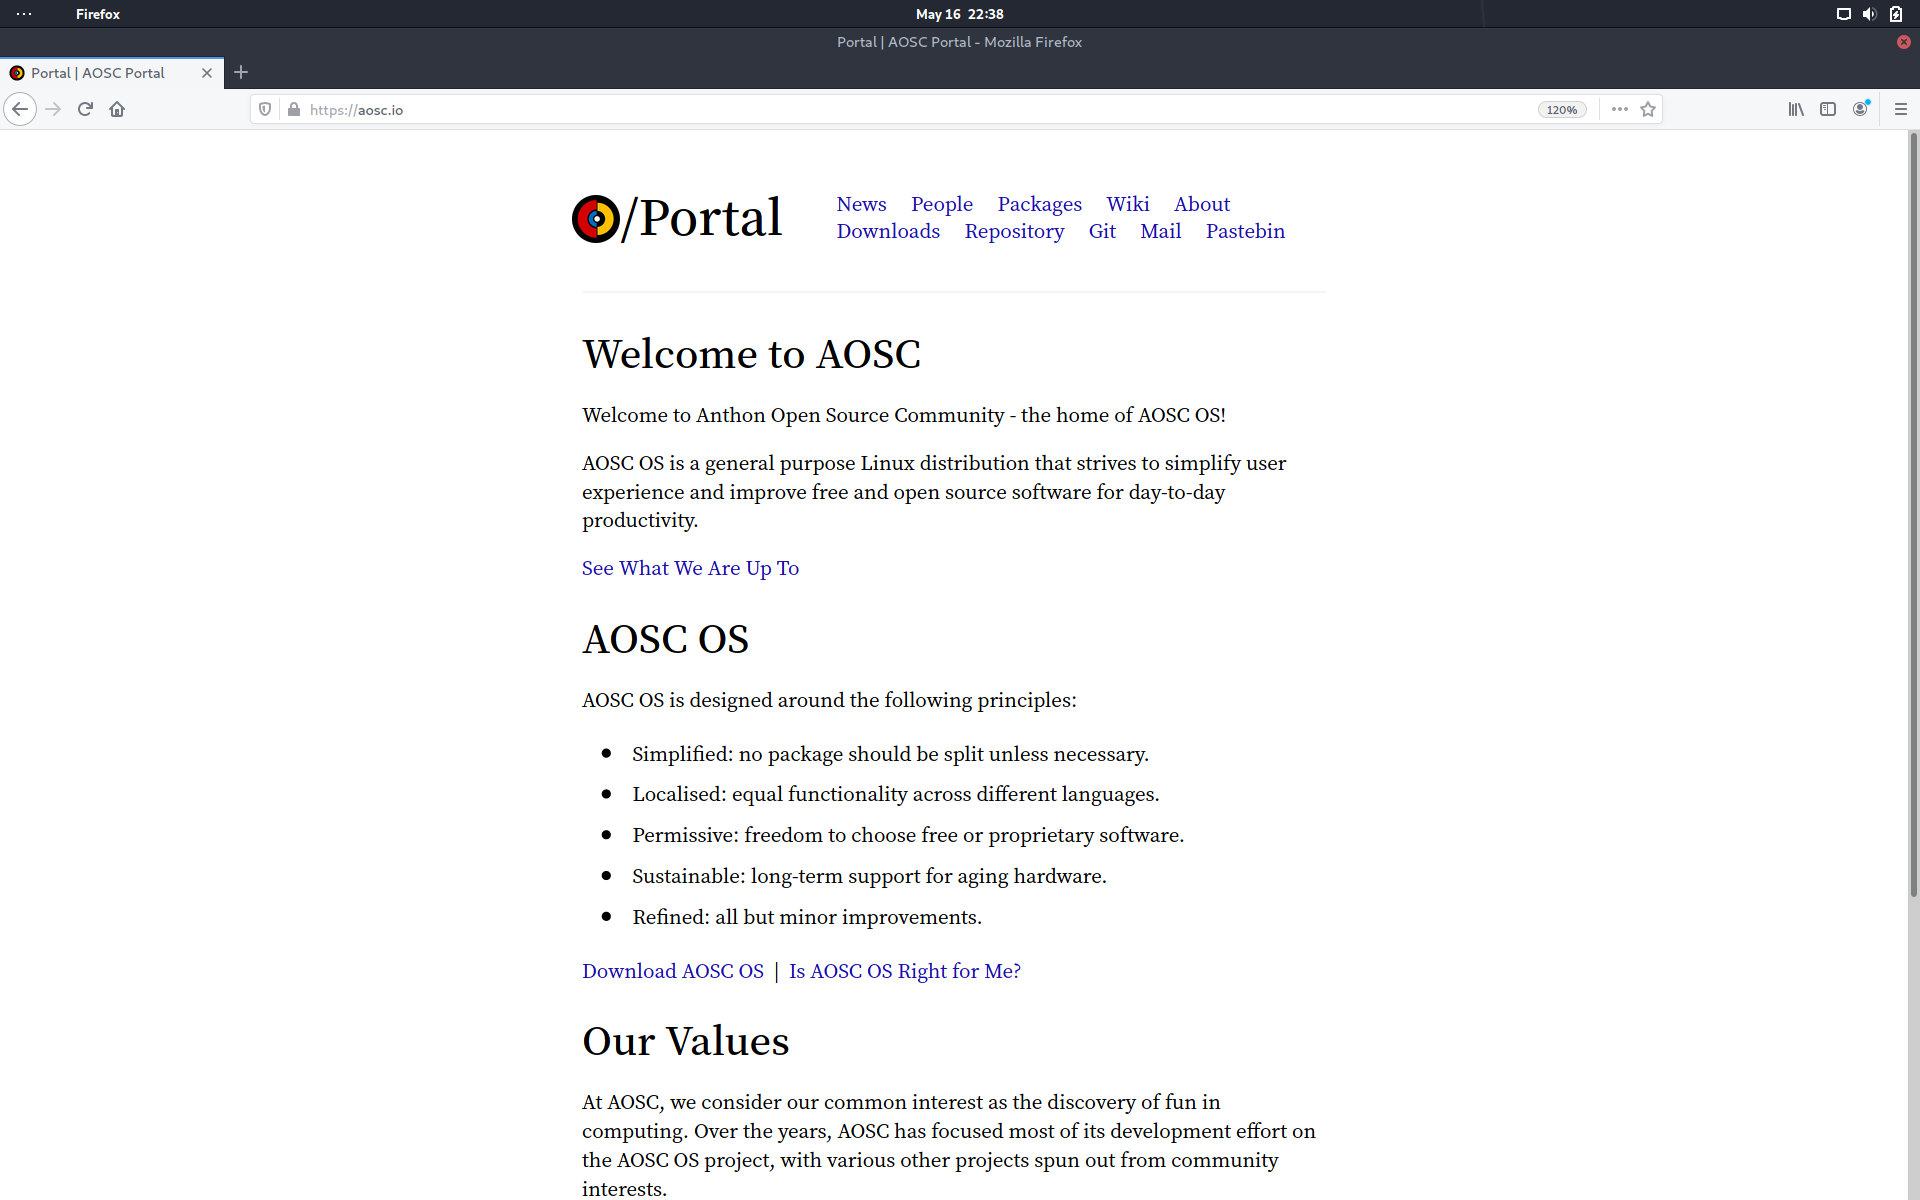 Firefox
May 16 22:38
Portal | AOSC Portal - Mozilla Firefox
Portal | AOSC Portal
https://aosc.io
120%
/Portal
News People Packages Wiki About
Downloads Repository Git Mail Pastebin
Welcome to AOSC
Welcome to Anthon Open Source Community - the home of AOSC OS!
AOSC OS is a general purpose Linux distribution that strives to simplify user
experience and improve free and open source software for day-to-day
productivity.
See What We Are Up To
AOSC OS
AOSC OS is designed around the following principles:
• Simplified: no package should be split unless necessary.
• Localised: equal functionality across different languages.
• Permissive: freedom to choose free or proprietary software.
• Sustainable: long-term support for aging hardware.
• Refined: all but minor improvements.
Download AOSC OS | Is AOSC OS Right for Me?
Our Values
At AOSC, we consider our common interest as the discovery of fun in
computing. Over the years, AOSC has focused most of its development effort on
the AOSC OS project, with various other projects spun out from community
interests.